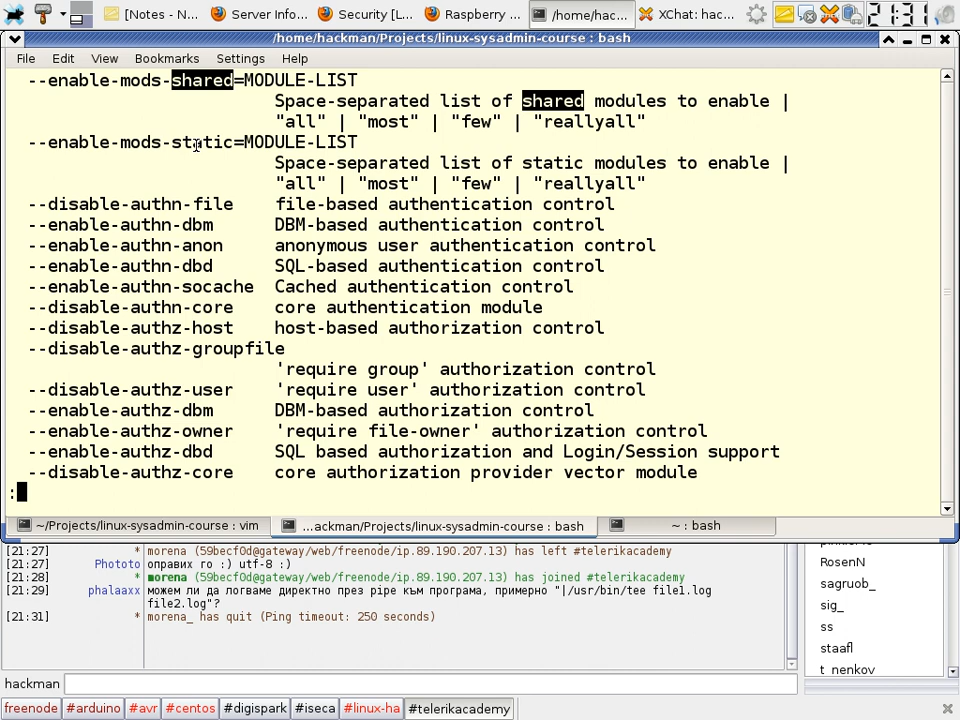 [Notes - N...
Server Info...
Security [L...
Raspberry ...
/home/hac...
XChat: hac...
21:31
/home/hackman/Projects/linux-sysadmin-course : bash
File Edit View Bookmarks Settings Help
--enable-mods-shared=MODULE-LIST
Space-separated list of shared modules to enable |
"all" | "most" | "few" | "reallyall"
--enable-mods-static=MODULE-LIST
Space-separated list of static modules to enable |
"all" | "most" | "few" | "reallyall"
--disable-authn-file file-based authentication control
--enable-authn-dbm DBM-based authentication control
--enable-authn-anon anonymous user authentication control
--enable-authn-dbd SQL-based authentication control
--enable-authn-socache Cached authentication control
--disable-authn-core core authentication module
--disable-authz-host host-based authorization control
--disable-authz-groupfile
'require group' authorization control
--disable-authz-user 'require user' authorization control
--enable-authz-dbm DBM-based authorization control
--enable-authz-owner 'require file-owner' authorization control
--enable-authz-dbd SQL based authorization and Login/Session support
--disable-authz-core core authorization provider vector module
:
~/Projects/linux-sysadmin-course : vim
...ackman/Projects/linux-sysadmin-course : bash
~ : bash
[21:27] * morena (59becf0d@gateway/web/freenode/ip.89.190.207.13) has left #telerikacademy
[21:27] Phototo оправих го :) utf-8 :)
[21:28] * morena (59becf0d@gateway/web/freenode/ip.89.190.207.13) has joined #telerikacademy
[21:29] phalaaxx можем ли да логваме директно през pipe към програма, примерно "|/usr/bin/tee file1.log
file2.log"?
[21:31] * morena_ has quit (Ping timeout: 250 seconds)
RosenN
sagruob_
sig_
ss
staafl
t_nenkov
hackman
freenode #arduino #avr #centos #digispark #iseca #linux-ha #telerikacademy